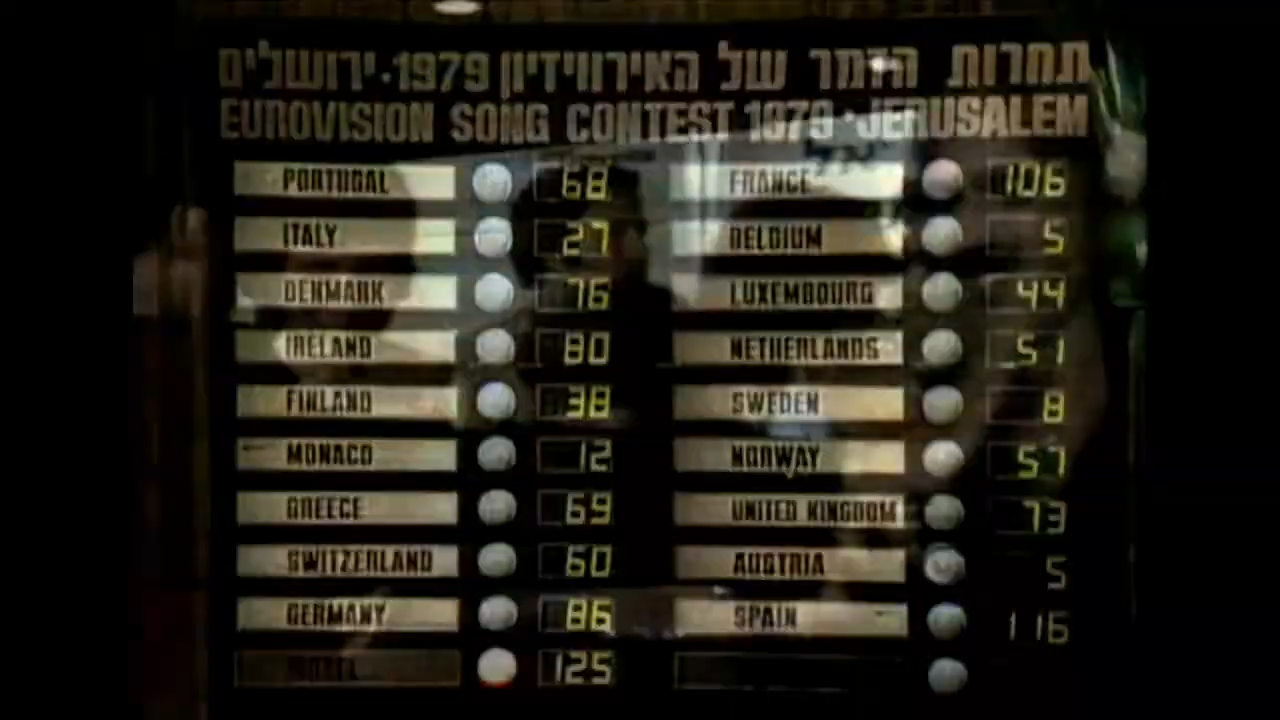 תחרות הזמר של האירוויזיון 1979·ירושלים
EUROVISION SONG CONTEST 1979·JERUSALEM
PORTUGAL 68
ITALY 27
DENMARK 76
IRELAND 80
FINLAND 38
MONACO 12
GREECE 69
SWITZERLAND 60
GERMANY 86
125
FRANCE 106
BELGIUM 5
LUXEMBOURG 44
NETHERLANDS 51
SWEDEN 8
NORWAY 57
UNITED KINGDOM 73
AUSTRIA 5
SPAIN 116